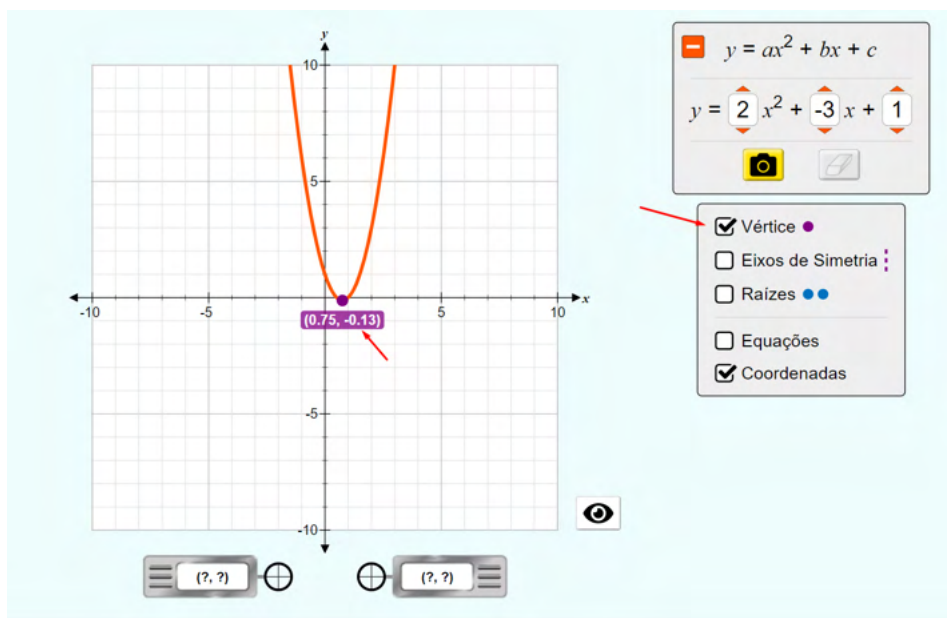 y
10
5
-10
-5
5
10
x
(0.75, -0.13)
-5
-10
(?, ?)
(?, ?)
y = ax² + bx + c
y = 2 x² + -3 x + 1
Vértice
Eixos de Simetria
Raízes
Equações
Coordenadas